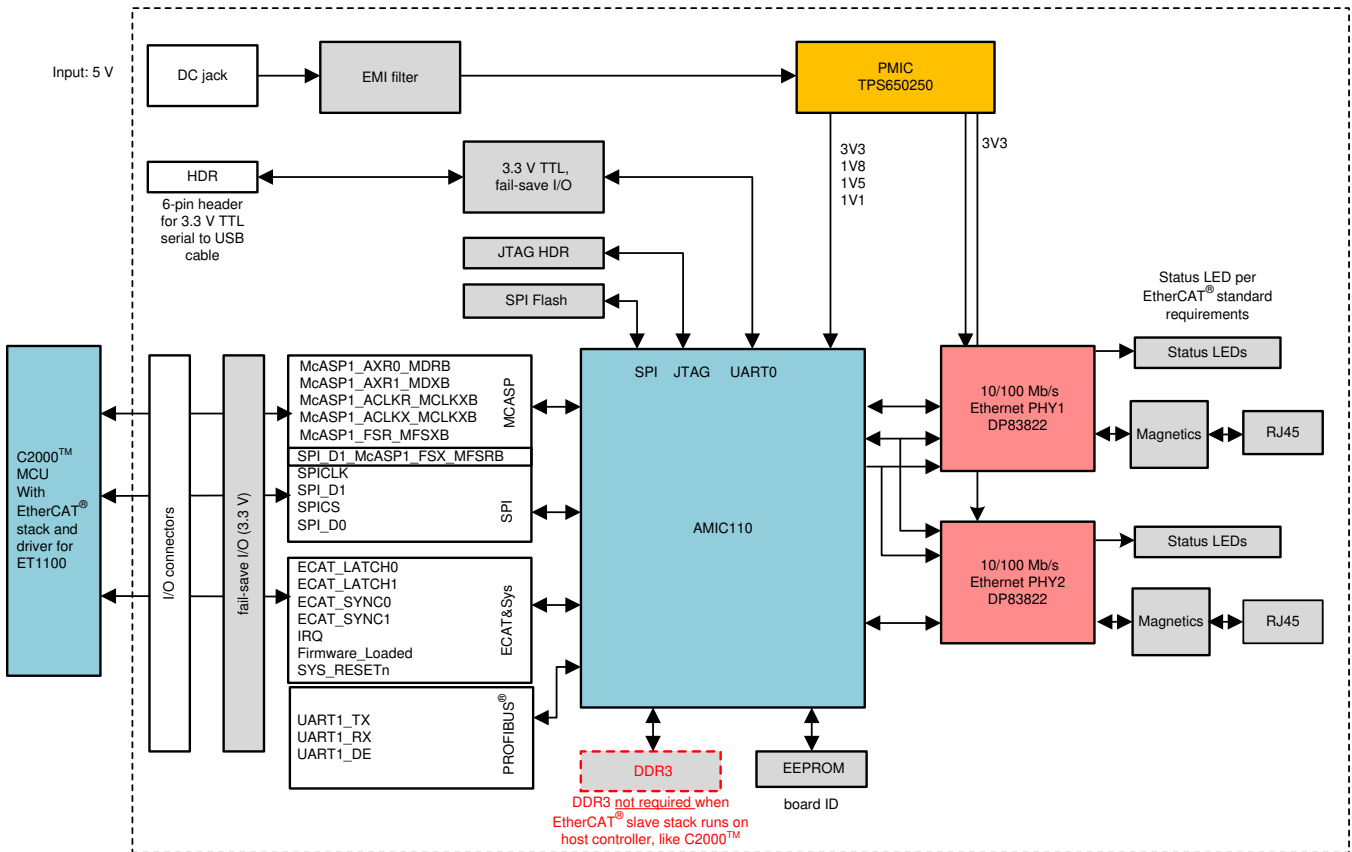 Input: 5 V
DC jack
EMI filter
PMIC
TPS650250
3V3
1V8
1V5
1V1
3V3
HDR
6-pin header
for 3.3 V TTL
serial to USB
cable
3.3 V TTL,
fail-save I/O
JTAG HDR
SPI Flash
Status LED per
EtherCAT® standard
requirements
C2000™
MCU
With
EtherCAT®
stack and
driver for
ET1100
I/O connectors
fail-save I/O (3.3 V)
McASP1_AXR0_MDRB
McASP1_AXR1_MDXB
McASP1_ACLKR_MCLKXB
McASP1_ACLKX_MCLKXB
McASP1_FSR_MFSXB
MCASP
SPI_D1_McASP1_FSX_MFSRB
SPICLK
SPI_D1
SPICS
SPI_D0
SPI
ECAT_LATCH0
ECAT_LATCH1
ECAT_SYNC0
ECAT_SYNC1
IRQ
Firmware_Loaded
SYS_RESETn
ECAT&Sys
UART1_TX
UART1_RX
UART1_DE
PROFIBUS®
SPI JTAG UART0
AMIC110
10/100 Mb/s
Ethernet PHY1
DP83822
Status LEDs
Magnetics
RJ45
10/100 Mb/s
Ethernet PHY2
DP83822
Status LEDs
Magnetics
RJ45
DDR3
DDR3 not required when
EtherCAT® slave stack runs on
host controller, like C2000™
EEPROM
board ID